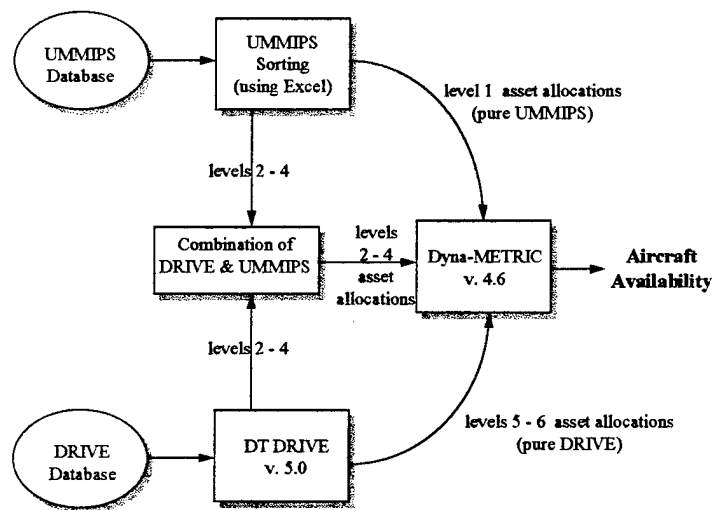 UMMIPS
Database
UMMIPS
Sorting
(using Excel)
level 1 asset allocations
(pure UMMIPS)
levels 2 - 4
Combination of
DRIVE & UMMIPS
levels
2 - 4
asset
allocations
Dyna-METRIC
v. 4.6
Aircraft
Availability
levels 2 - 4
DRIVE
Database
DT DRIVE
v. 5.0
levels 5 - 6 asset allocations
(pure DRIVE)